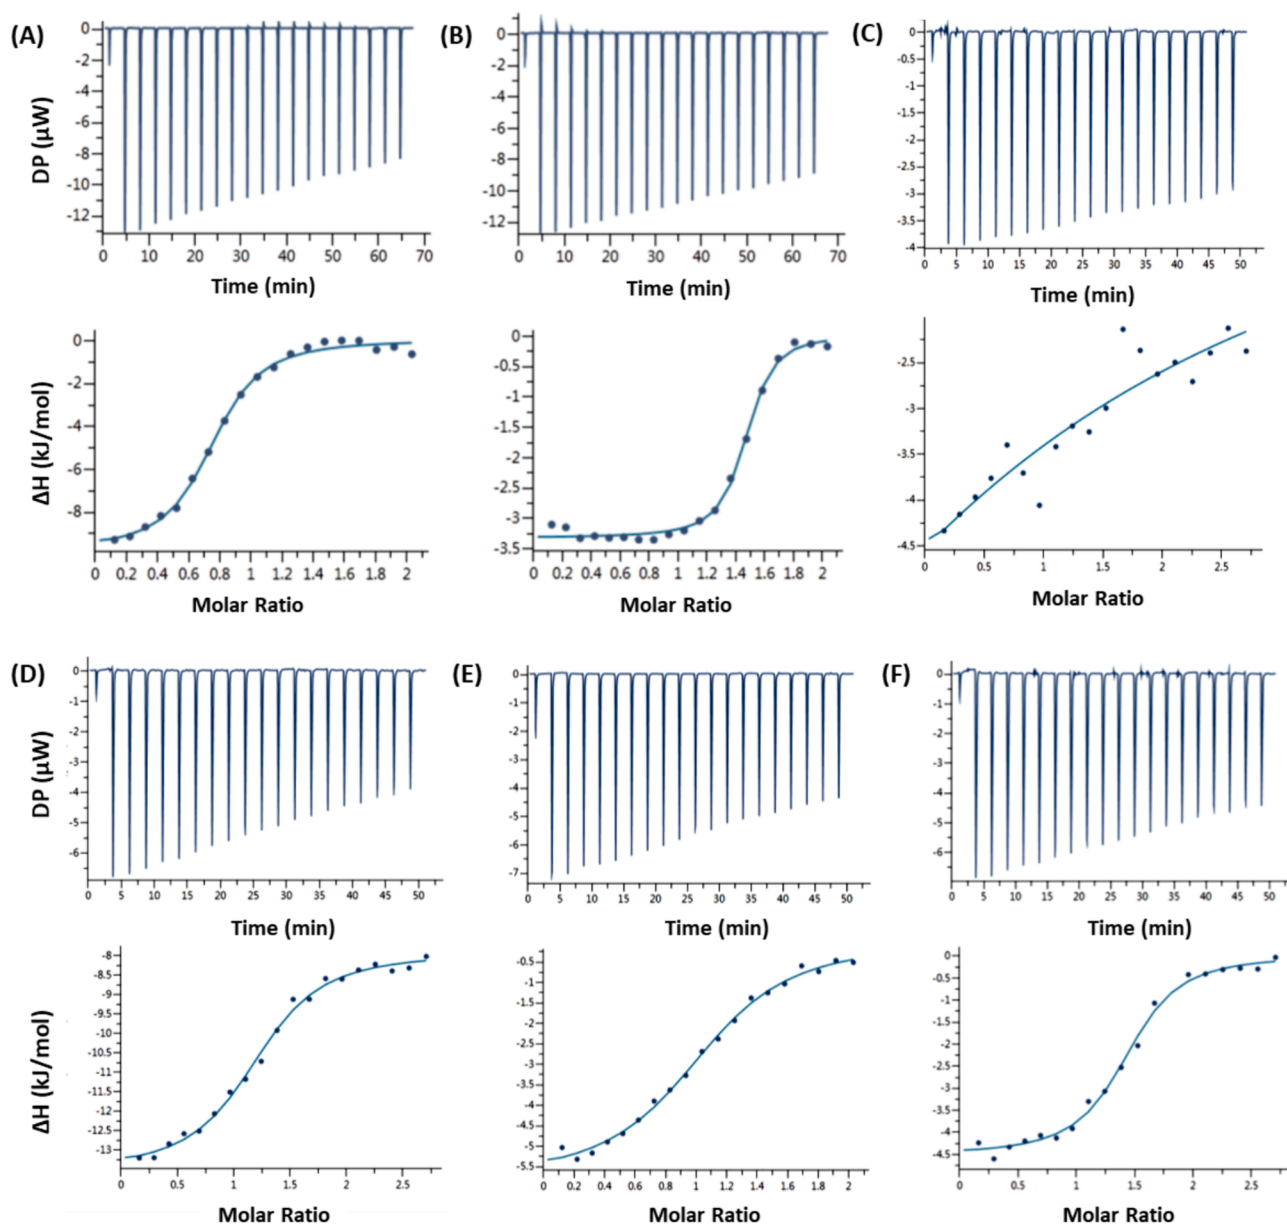 (A)
DP (µW)
0
-2
-4
-6
-8
-10
-12
0 10 20 30 40 50 60 70
Time (min)
ΔH (kJ/mol)
0
-2
-4
-6
-8
0 0.2 0.4 0.6 0.8 1 1.2 1.4 1.6 1.8 2
Molar Ratio
(B)
0
-2
-4
-6
-8
-10
-12
0 10 20 30 40 50 60 70
Time (min)
0
-0.5
-1
-1.5
-2
-2.5
-3
-3.5
0 0.2 0.4 0.6 0.8 1 1.2 1.4 1.6 1.8 2
Molar Ratio
(C)
0
-0.5
-1
-1.5
-2
-2.5
-3
-3.5
-4
0 5 10 15 20 25 30 35 40 45 50
Time (min)
-2.5
-3
-3.5
-4
-4.5
0 0.5 1 1.5 2 2.5
Molar Ratio
(D)
DP (µW)
0
-1
-2
-3
-4
-5
-6
0 5 10 15 20 25 30 35 40 45 50
Time (min)
ΔH (kJ/mol)
-8
-8.5
-9
-9.5
-10
-10.5
-11
-11.5
-12
-12.5
-13
0 0.5 1 1.5 2 2.5
Molar Ratio
(E)
0
-1
-2
-3
-4
-5
-6
-7
0 5 10 15 20 25 30 35 40 45 50
Time (min)
-0.5
-1
-1.5
-2
-2.5
-3
-3.5
-4
-4.5
-5
-5.5
0 0.2 0.4 0.6 0.8 1 1.2 1.4 1.6 1.8 2
Molar Ratio
(F)
0
-1
-2
-3
-4
-5
-6
0 5 10 15 20 25 30 35 40 45 50
Time (min)
0
-0.5
-1
-1.5
-2
-2.5
-3
-3.5
-4
-4.5
0 0.5 1 1.5 2 2.5
Molar Ratio